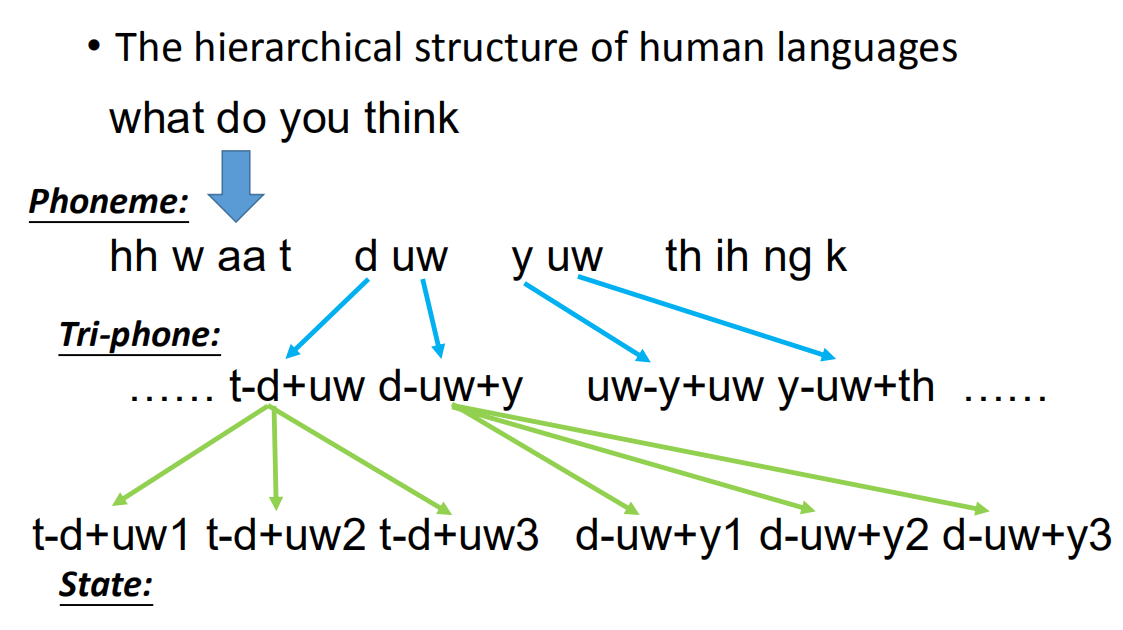 • The hierarchical structure of human languages
what do you think
Phoneme:
hh w aa t d uw y uw th ih ng k
Tri-phone:
...... t-d+uw d-uw+y uw-y+uw y-uw+th ......
t-d+uw1 t-d+uw2 t-d+uw3 d-uw+y1 d-uw+y2 d-uw+y3
State: